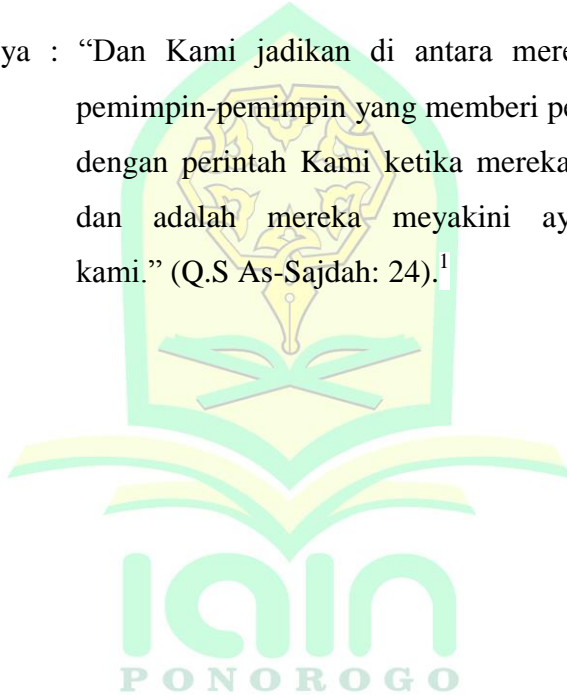 ya : “Dan Kami jadikan di antara mere
pemimpin-pemimpin yang memberi pe
dengan perintah Kami ketika mereka
dan adalah mereka meyakini ay
kami.” (Q.S As-Sajdah: 24).¹
iain
PONOROGO